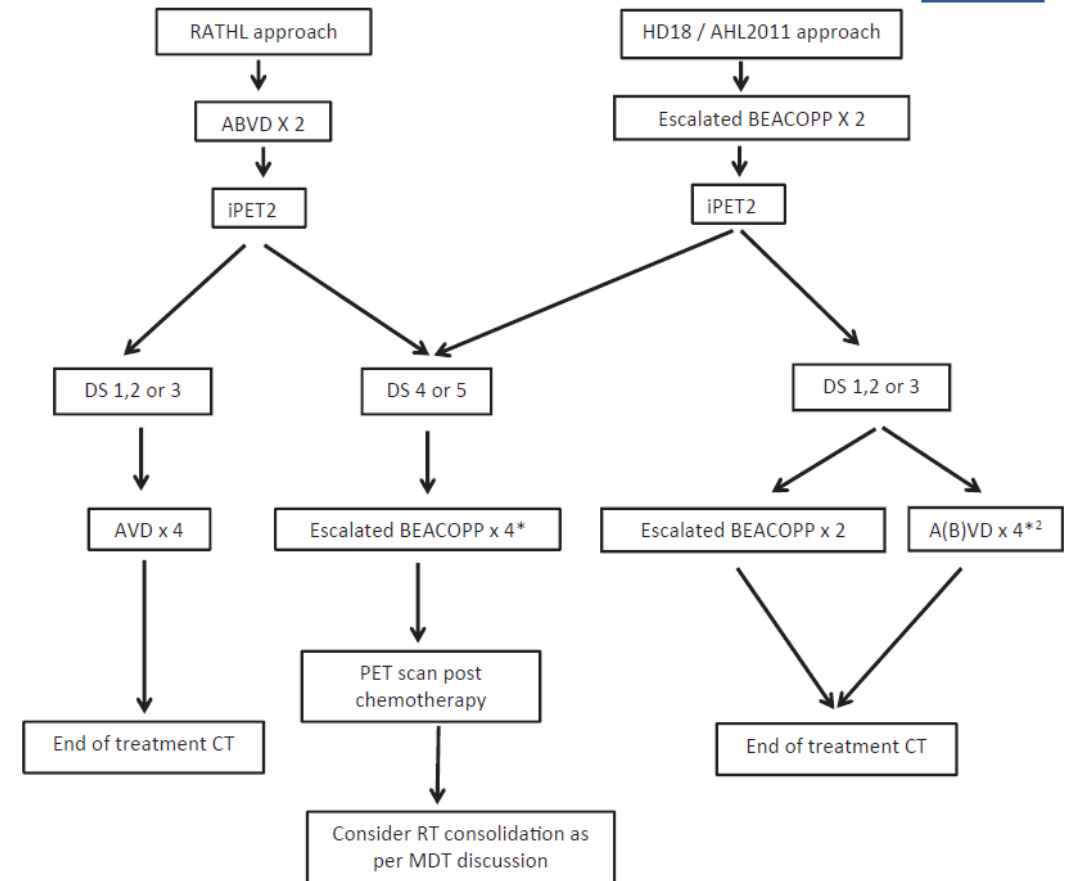 RATHL approach
HD18 / AHL2011 approach
ABVD X 2
Escalated BEACOPP X 2
iPET2
iPET2
DS 1,2 or 3
DS 4 or 5
DS 1,2 or 3
AVD x 4
Escalated BEACOPP x 4*
Escalated BEACOPP x 2
A(B)VD x 4*²
PET scan post
chemotherapy
End of treatment CT
End of treatment CT
Consider RT consolidation as
per MDT discussion